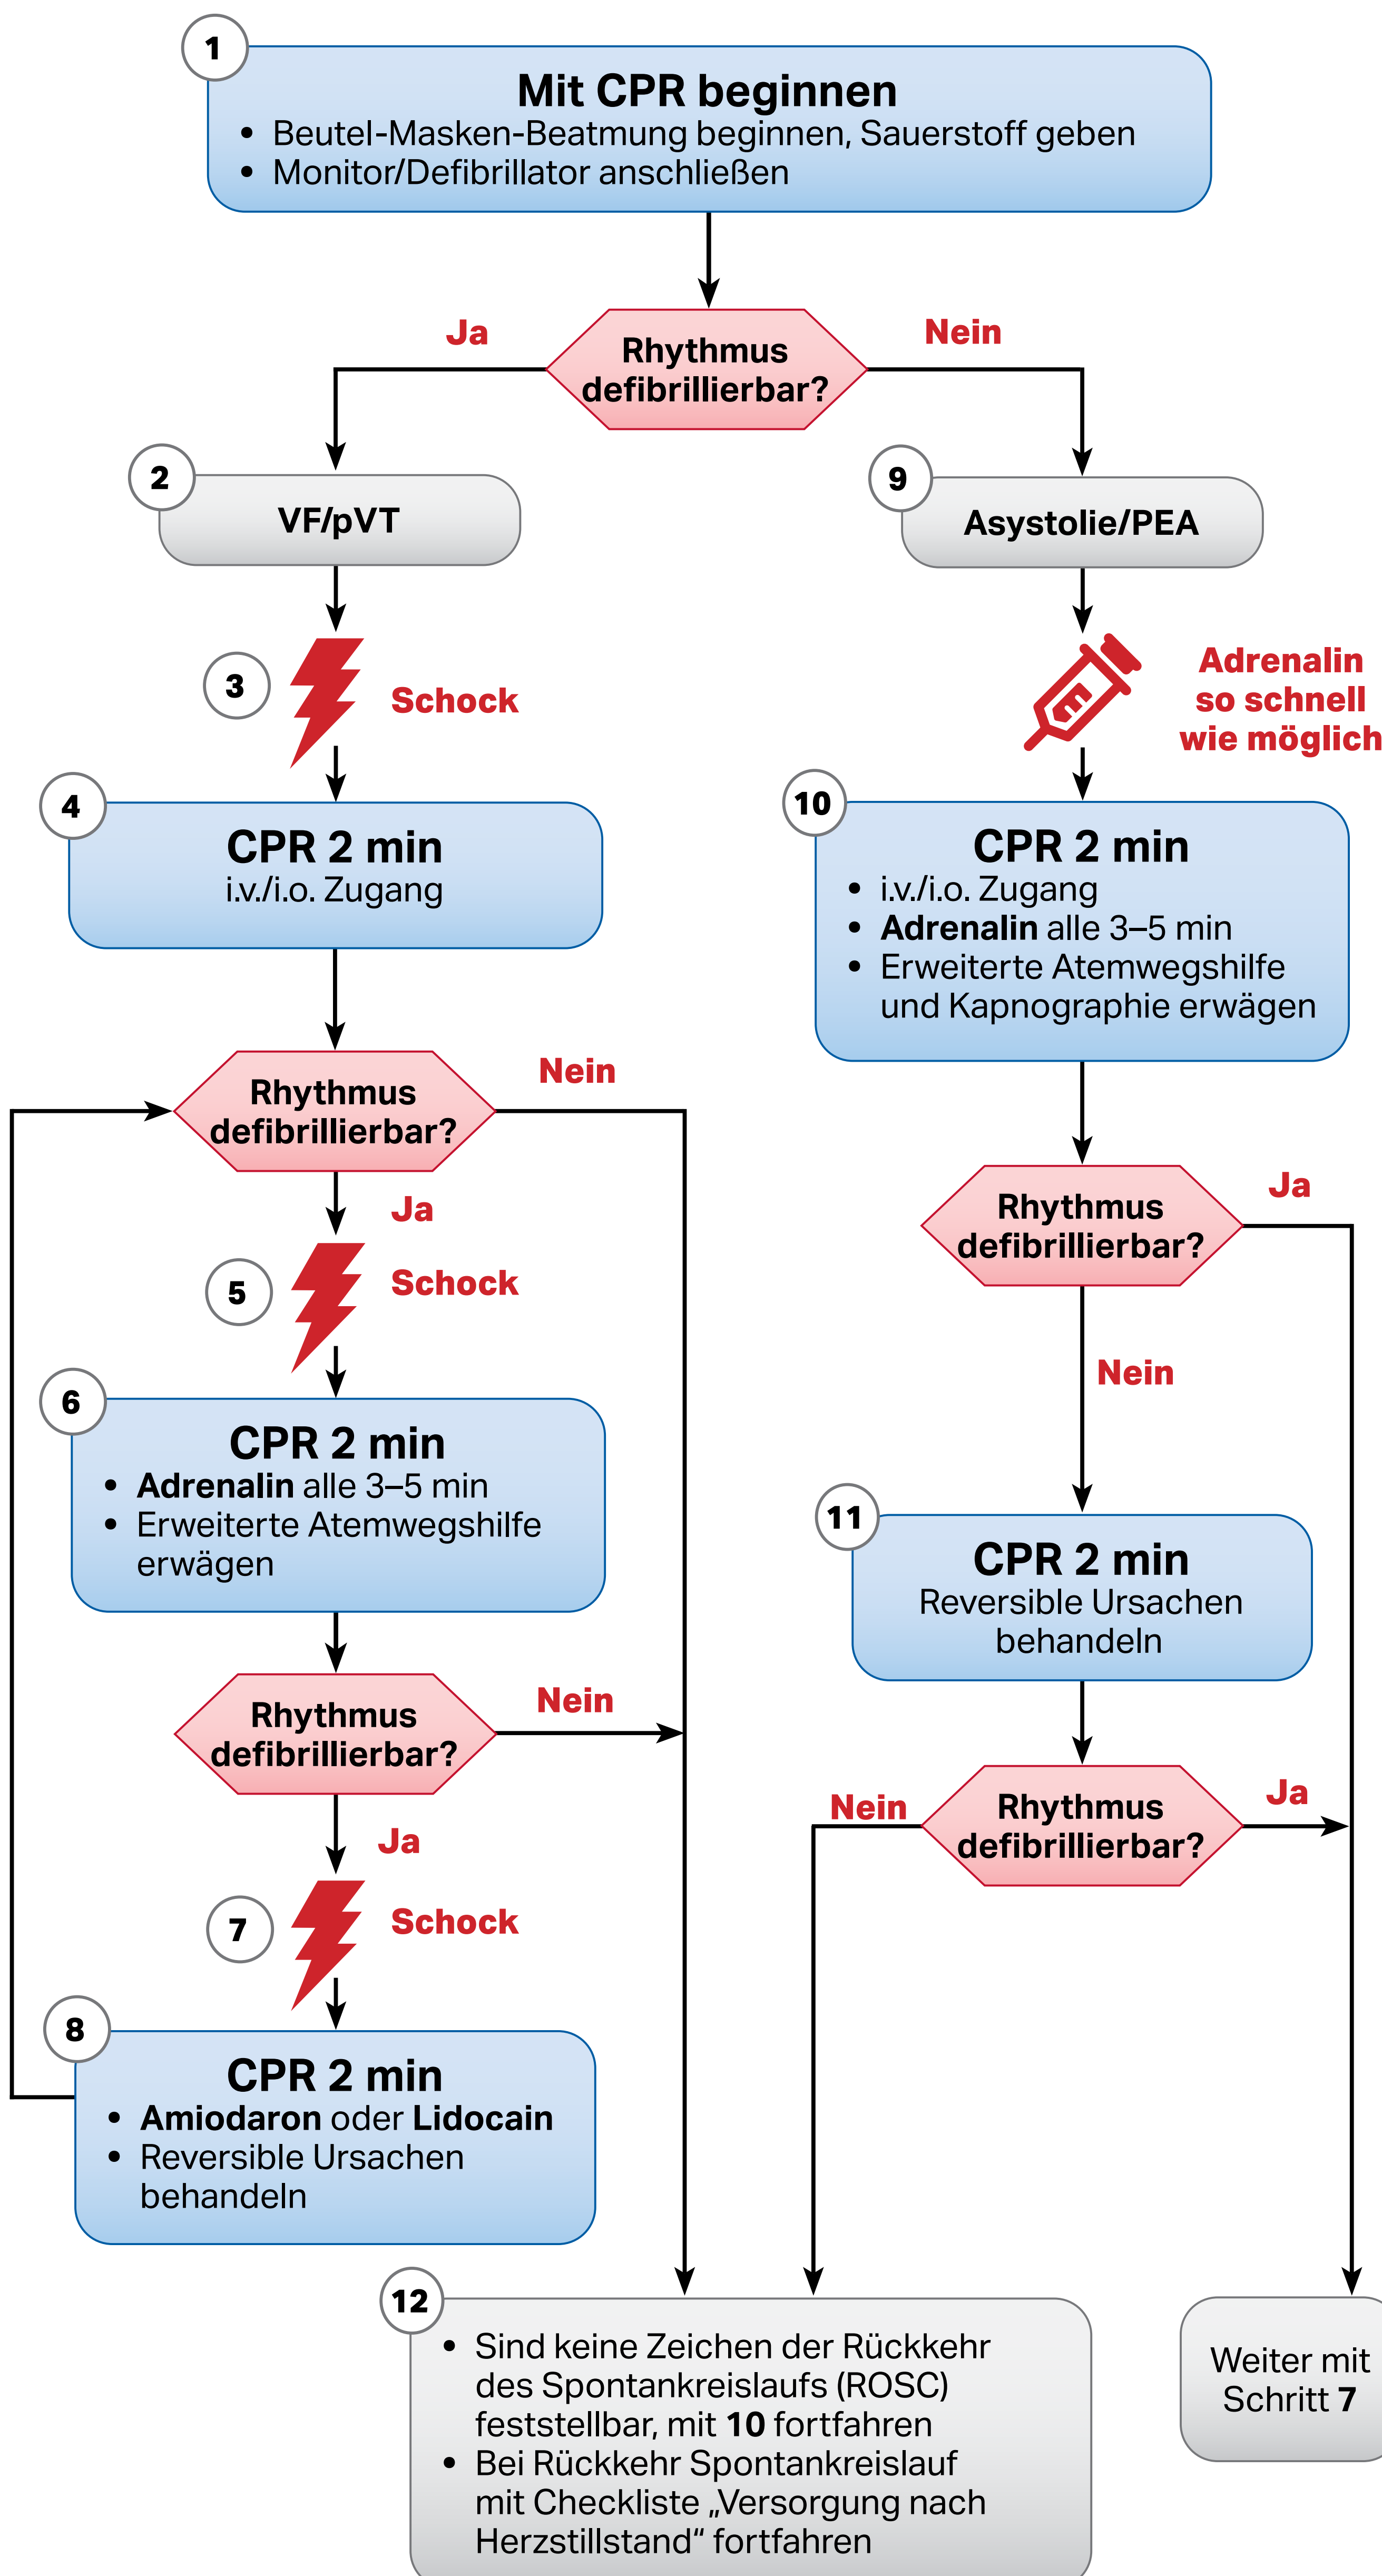 1
Mit CPR beginnen
• Beutel-Masken-Beatmung beginnen, Sauerstoff geben
• Monitor/Defibrillator anschließen
Ja
Rhythmus
defibrillierbar?
Nein
2
VF/pVT
3
Schock
4
CPR 2 min
i.v./i.o. Zugang
Rhythmus
defibrillierbar?
Nein
Ja
5
Schock
6
CPR 2 min
• Adrenalin alle 3–5 min
• Erweiterte Atemwegshilfe
erwägen
Rhythmus
defibrillierbar?
Nein
Ja
7
Schock
8
CPR 2 min
• Amiodaron oder Lidocain
• Reversible Ursachen
behandeln
9
Asystolie/PEA
Adrenalin
so schnell
wie möglich
10
CPR 2 min
• i.v./i.o. Zugang
• Adrenalin alle 3–5 min
• Erweiterte Atemwegshilfe
und Kapnographie erwägen
Rhythmus
defibrillierbar?
Ja
Nein
11
CPR 2 min
Reversible Ursachen
behandeln
Nein
Rhythmus
defibrillierbar?
Ja
12
• Sind keine Zeichen der Rückkehr
des Spontankreislaufs (ROSC)
feststellbar, mit 10 fortfahren
• Bei Rückkehr Spontankreislauf
mit Checkliste „Versorgung nach
Herzstillstand“ fortfahren
Weiter mit
Schritt 7